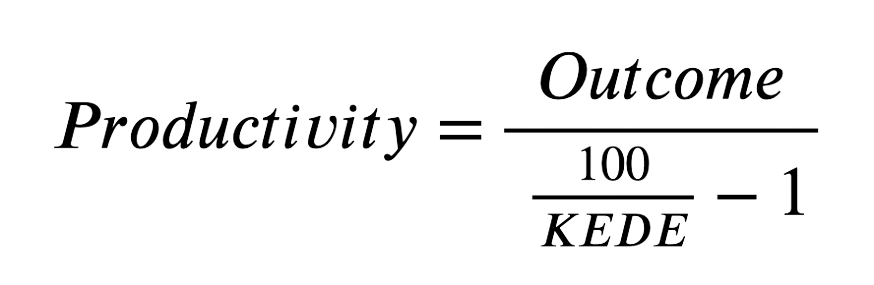 Productivity = Outcome / (100 / KEDE − 1)